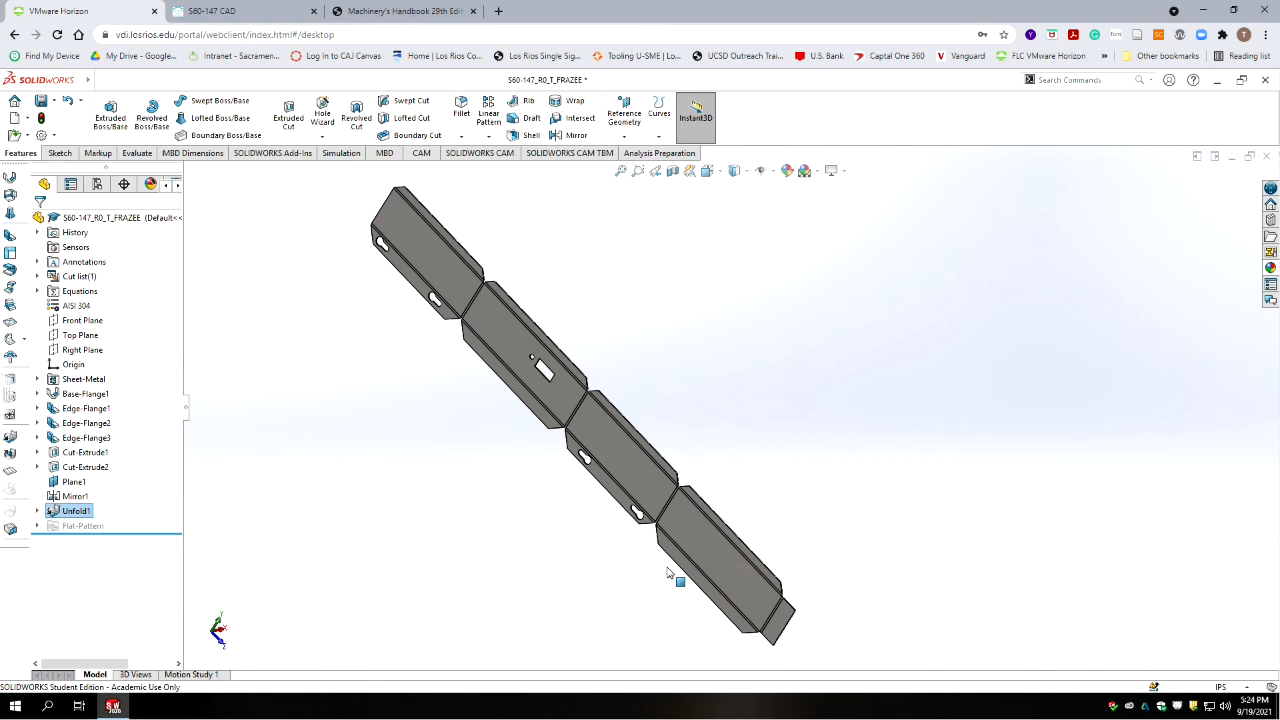 VMware Horizon
S60-147 CAD
Machinery's Handbook 29th Editi
vdi.losrios.edu/portal/webclient/index.html#/desktop
Find My Device
My Drive - Google...
Intranet - Sacramen...
Log In to CAJ Canvas
Home | Los Rios Co...
Los Rios Single Sig...
Tooling U-SME | Lo...
UCSD Outreach Trai...
U.S. Bank
Captal One 360
Vanguard
FLC VMware Horizon
»
Other bookmarks
Reading list
SOLIDWORKS
S60-147_R0_T_FRAZEE *
Search Commands
Extruded Boss/Base
Revolved Boss/Base
Swept Boss/Base
Lofted Boss/Base
Boundary Boss/Base
Extruded Cut
Hole Wizard
Revolved Cut
Swept Cut
Lofted Cut
Boundary Cut
Fillet
Linear Pattern
Rib
Draft
Shell
Wrap
Intersect
Mirror
Reference Geometry
Curves
Instant3D
Features
Sketch
Markup
Evaluate
MBD Dimensions
SOLIDWORKS Add-Ins
Simulation
MBD
CAM
SOLIDWORKS CAM
SOLIDWORKS CAM TBM
Analysis Preparation
S60-147_R0_T_FRAZEE (Default<<
History
Sensors
Annotations
Cut list(1)
Equations
AISI 304
Front Plane
Top Plane
Right Plane
Origin
Sheet-Metal
Base-Flange1
Edge-Flange1
Edge-Flange2
Edge-Flange3
Cut-Extrude1
Cut-Extrude2
Plane1
Mirror1
Unfold1
Flat-Pattern
Y
X
Z
Model
3D Views
Motion Study 1
SOLIDWORKS Student Edition - Academic Use Only
IPS
5:24 PM
9/19/2021